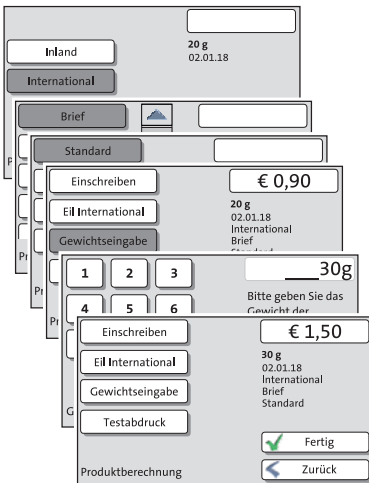 Inland
20 g
02.01.18
International
Brief
Standard
Einschreiben
€ 0,90
Eil International
20 g
02.01.18
International
Brief
Gewichtseingabe
1 2 3
___30g
Bitte geben Sie das
Gewicht der
4 5 6
Einschreiben
€ 1,50
Eil International
30 g
02.01.18
International
Brief
Standard
Gewichtseingabe
Testabdruck
Fertig
Produktberechnung
Zurück